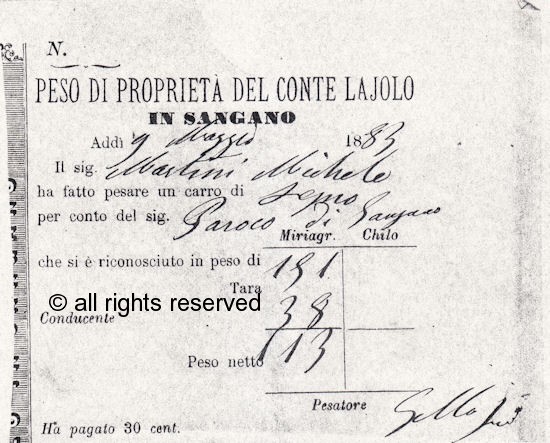 N.
PESO DI PROPRIETÀ DEL CONTE LAJOLO
IN SANGANO
Addì 9 Maggio 1883
Il sig. Martini Michele
ha fatto pesare un carro di legno
per conto del sig. Paroco di Sangano
Miriagr. Chilo
che si è riconosciuto in peso di 151
Tara
© all rights reserved
38
Conducente
Peso netto 113
Pesatore
Ha pagato 30 cent.